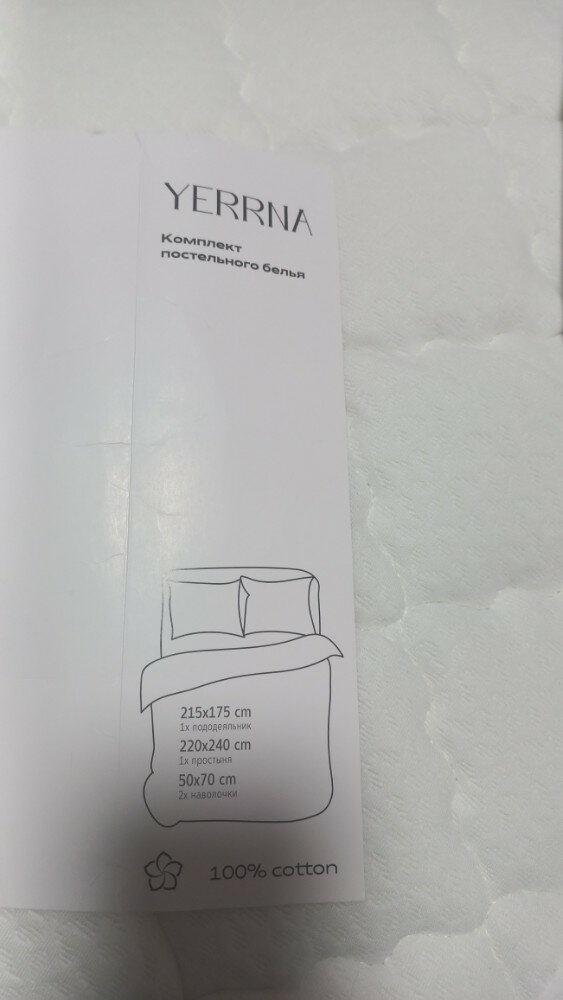 YERRNA
Комплект
постельного белья
215x175 cm
1x пододеяльник
220x240 cm
1x простыня
50x70 cm
2x наволочки
100% cotton